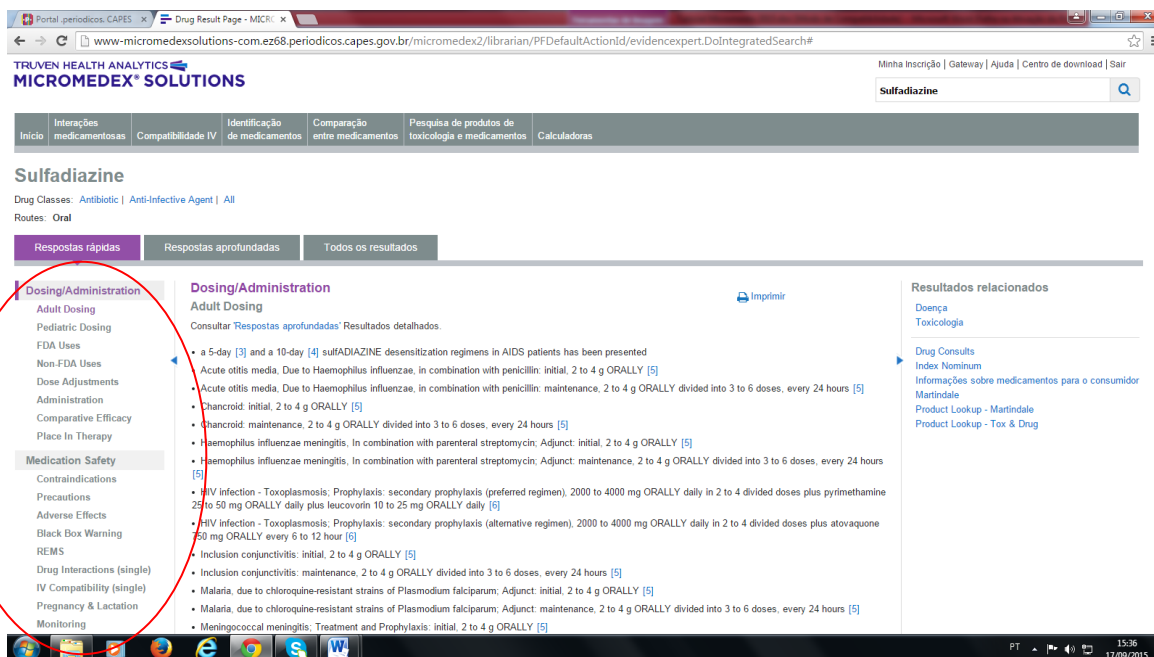 Portal .periodicos. CAPES
Drug Result Page - MICRO
www-micromedexsolutions-com.ez68.periodicos.capes.gov.br/micromedex2/librarian/PFDefaultActionId/evidencexpert.DoIntegratedSearch#
TRUVEN HEALTH ANALYTICS
MICROMEDEX® SOLUTIONS
Minha Inscrição | Gateway | Ajuda | Centro de download | Sair
Sulfadiazine
Início
Interações medicamentosas
Compatibilidade IV
Identificação de medicamentos
Comparação entre medicamentos
Pesquisa de produtos de toxicologia e medicamentos
Calculadoras
Sulfadiazine
Drug Classes: Antibiotic | Anti-Infective Agent | All
Routes: Oral
Respostas rápidas
Respostas aprofundadas
Todos os resultados
Dosing/Administration
Adult Dosing
Pediatric Dosing
FDA Uses
Non-FDA Uses
Dose Adjustments
Administration
Comparative Efficacy
Place In Therapy
Medication Safety
Contraindications
Precautions
Adverse Effects
Black Box Warning
REMS
Drug Interactions (single)
IV Compatibility (single)
Pregnancy & Lactation
Monitoring
Dosing/Administration
Imprimir
Adult Dosing
Consultar 'Respostas aprofundadas' Resultados detalhados.
• a 5-day [3] and a 10-day [4] sulfADIAZINE desensitization regimens in AIDS patients has been presented
• Acute otitis media, Due to Haemophilus influenzae, in combination with penicillin: initial, 2 to 4 g ORALLY [5]
• Acute otitis media, Due to Haemophilus influenzae, in combination with penicillin: maintenance, 2 to 4 g ORALLY divided into 3 to 6 doses, every 24 hours [5]
• Chancroid: initial, 2 to 4 g ORALLY [5]
• Chancroid: maintenance, 2 to 4 g ORALLY divided into 3 to 6 doses, every 24 hours [5]
• Haemophilus influenzae meningitis, In combination with parenteral streptomycin; Adjunct: initial, 2 to 4 g ORALLY [5]
• Haemophilus influenzae meningitis, In combination with parenteral streptomycin; Adjunct: maintenance, 2 to 4 g ORALLY divided into 3 to 6 doses, every 24 hours
[5]
• HIV infection - Toxoplasmosis; Prophylaxis: secondary prophylaxis (preferred regimen), 2000 to 4000 mg ORALLY daily in 2 to 4 divided doses plus pyrimethamine
25 to 50 mg ORALLY daily plus leucovorin 10 to 25 mg ORALLY daily [6]
• HIV infection - Toxoplasmosis; Prophylaxis: secondary prophylaxis (alternative regimen), 2000 to 4000 mg ORALLY daily in 2 to 4 divided doses plus atovaquone
750 mg ORALLY every 6 to 12 hour [6]
• Inclusion conjunctivitis: initial, 2 to 4 g ORALLY [5]
• Inclusion conjunctivitis: maintenance, 2 to 4 g ORALLY divided into 3 to 6 doses, every 24 hours [5]
• Malaria, due to chloroquine-resistant strains of Plasmodium falciparum; Adjunct: initial, 2 to 4 g ORALLY [5]
• Malaria, due to chloroquine-resistant strains of Plasmodium falciparum; Adjunct: maintenance, 2 to 4 g ORALLY divided into 3 to 6 doses, every 24 hours [5]
• Meningococcal meningitis; Treatment and Prophylaxis: initial, 2 to 4 g ORALLY [5]
Resultados relacionados
Doença
Toxicologia
Drug Consults
Index Nominum
Informações sobre medicamentos para o consumidor
Martindale
Product Lookup - Martindale
Product Lookup - Tox & Drug
PT
15:36
17/09/2015